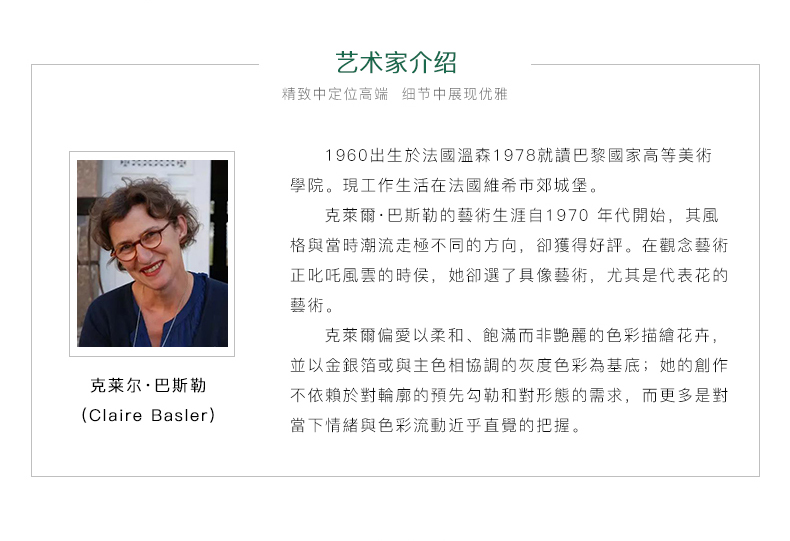 艺术家介绍
精致中定位高端 细节中展现优雅
1960出生於法國溫森1978就讀巴黎國家高等美術
學院。現工作生活在法國維希市郊城堡。
克萊爾·巴斯勒的藝術生涯自1970 年代開始，其風
格與當時潮流走極不同的方向，卻獲得好評。在觀念藝術
正叱吒風雲的時侯，她卻選了具像藝術，尤其是代表花的
藝術。
克萊爾偏愛以柔和、飽滿而非艷麗的色彩描繪花卉，
並以金銀箔或與主色相協調的灰度色彩為基底；她的創作
不依賴於對輪廓的預先勾勒和對形態的需求，而更多是對
當下情緒與色彩流動近乎直覺的把握。
克莱尔·巴斯勒
（Claire Basler）